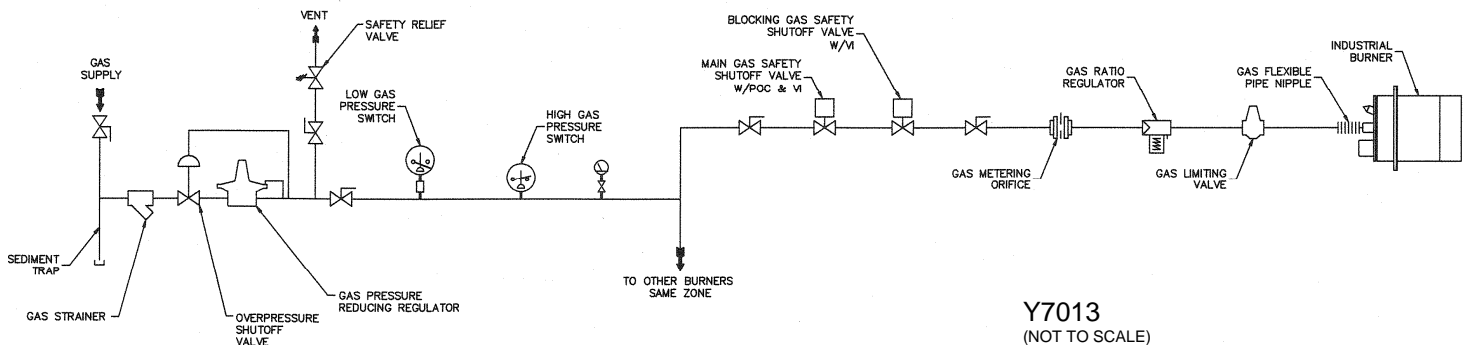 VENT
SAFETY RELIEF
VALVE
GAS
SUPPLY
LOW GAS
PRESSURE
SWITCH
HIGH GAS
PRESSURE
SWITCH
BLOCKING GAS SAFETY
SHUTOFF VALVE
W/VI
MAIN GAS SAFETY
SHUTOFF VALVE
W/POC & VI
GAS RATIO
REGULATOR
GAS FLEXIBLE
PIPE NIPPLE
INDUSTRIAL
BURNER
GAS METERING
ORIFICE
GAS LIMITING
VALVE
SEDIMENT
TRAP
GAS STRAINER
OVERPRESSURE
SHUTOFF
VALVE
GAS PRESSURE
REDUCING REGULATOR
TO OTHER BURNERS
SAME ZONE
Y7013
(NOT TO SCALE)